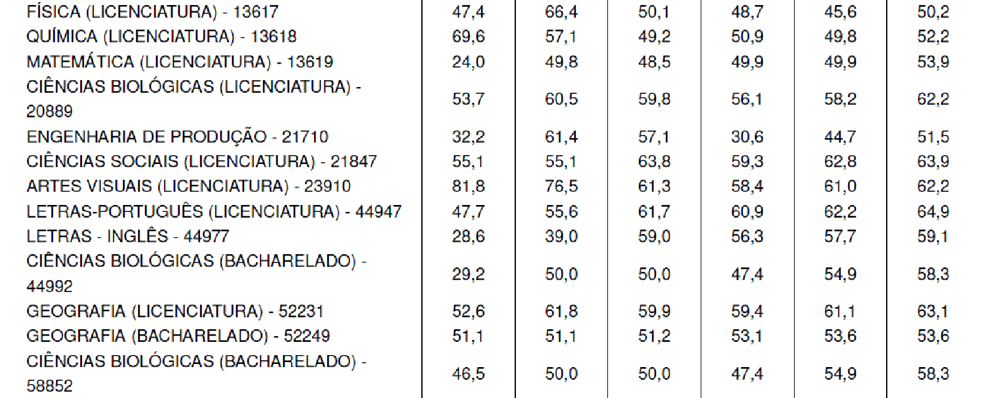 FÍSICA (LICENCIATURA) - 13617 47,4 66,4 50,1 48,7 45,6 50,2
QUÍMICA (LICENCIATURA) - 13618 69,6 57,1 49,2 50,9 49,8 52,2
MATEMÁTICA (LICENCIATURA) - 13619 24,0 49,8 48,5 49,9 49,9 53,9
CIÊNCIAS BIOLÓGICAS (LICENCIATURA) -
20889 53,7 60,5 59,8 56,1 58,2 62,2
ENGENHARIA DE PRODUÇÃO - 21710 32,2 61,4 57,1 30,6 44,7 51,5
CIÊNCIAS SOCIAIS (LICENCIATURA) - 21847 55,1 55,1 63,8 59,3 62,8 63,9
ARTES VISUAIS (LICENCIATURA) - 23910 81,8 76,5 61,3 58,4 61,0 62,2
LETRAS-PORTUGUÊS (LICENCIATURA) - 44947 47,7 55,6 61,7 60,9 62,2 64,9
LETRAS - INGLÊS - 44977 28,6 39,0 59,0 56,3 57,7 59,1
CIÊNCIAS BIOLÓGICAS (BACHARELADO) -
44992 29,2 50,0 50,0 47,4 54,9 58,3
GEOGRAFIA (LICENCIATURA) - 52231 52,6 61,8 59,9 59,4 61,1 63,1
GEOGRAFIA (BACHARELADO) - 52249 51,1 51,1 51,2 53,1 53,6 53,6
CIÊNCIAS BIOLÓGICAS (BACHARELADO) -
58852 46,5 50,0 50,0 47,4 54,9 58,3